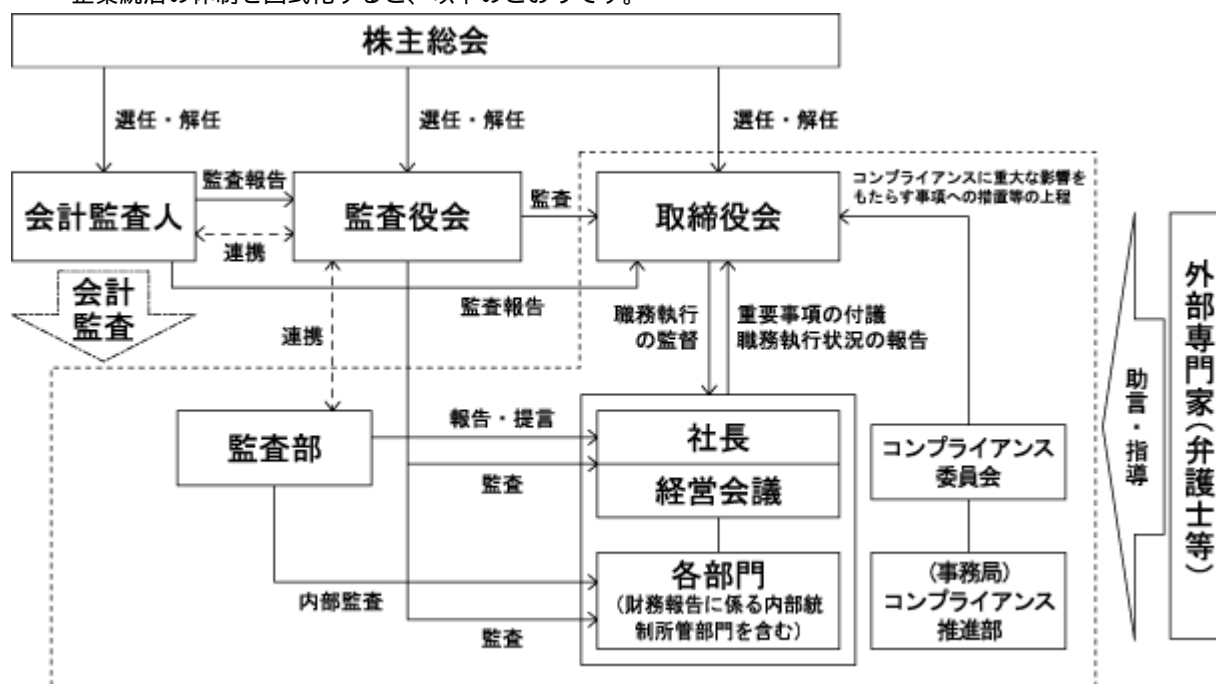 企業統治の体制を図式化すると、以下のとおりです。
株主総会
選任・解任
選任・解任
選任・解任
会計監査人
監査報告
監査役会
監査
取締役会
コンプライアンスに重大な影響を
もたらす事項への措置等の上程
連携
会計
監査
監査報告
連携
職務執行
の監督
重要事項の付議
職務執行状況の報告
外部専門家(弁護士等)
助言・指導
監査部
報告・提言
監査
社長
経営会議
コンプライアンス
委員会
内部監査
監査
各部門
(財務報告に係る内部統
制所管部門を含む)
(事務局)
コンプライアンス
推進部